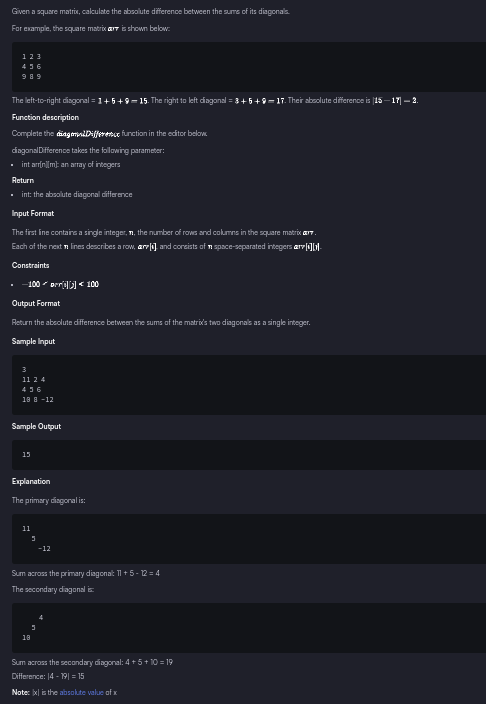 Given a square matrix, calculate the absolute difference between the sums of its diagonals.
For example, the square matrix arr is shown below:
1 2 3
4 5 6
9 8 9
The left-to-right diagonal = 1 + 5 + 9 = 15. The right to left diagonal = 3 + 5 + 9 = 17. Their absolute difference is |15 − 17| = 2.
Function description
Complete the diagonalDifference function in the editor below.
diagonalDifference takes the following parameter:
• int arr[n][m]: an array of integers
Return
• int: the absolute diagonal difference
Input Format
The first line contains a single integer, n, the number of rows and columns in the square matrix arr.
Each of the next n lines describes a row, arr[i], and consists of n space-separated integers arr[i][j].
Constraints
• −100 ≤ arr[i][j] ≤ 100
Output Format
Return the absolute difference between the sums of the matrix's two diagonals as a single integer.
Sample Input
3
11 2 4
4 5 6
10 8 -12
Sample Output
15
Explanation
The primary diagonal is:
11
5
-12
Sum across the primary diagonal: 11 + 5 - 12 = 4
The secondary diagonal is:
4
5
10
Sum across the secondary diagonal: 4 + 5 + 10 = 19
Difference: |4 - 19| = 15
Note: |x| is the absolute value of x